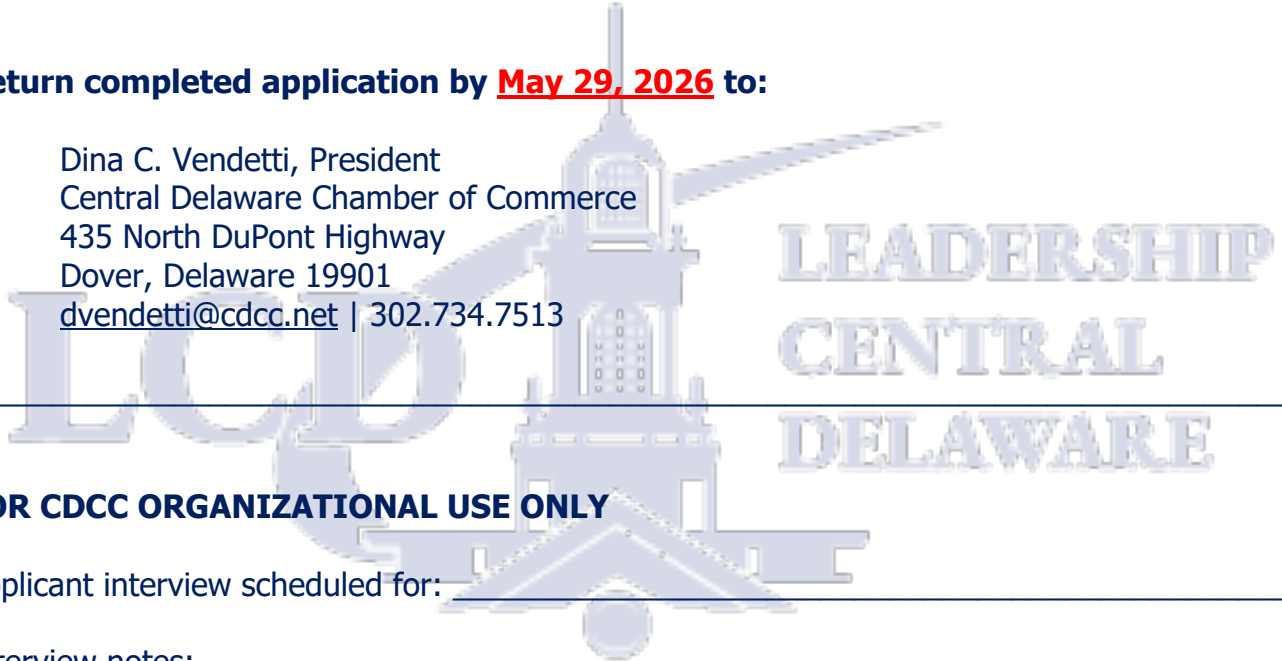 eturn completed application by May 29, 2026 to:
Dina C. Vendetti, President
Central Delaware Chamber of Commerce
435 North DuPont Highway
Dover, Delaware 19901
dvendetti@cdcc.net | 302.734.7513
LCD
LEADERSHIP
CENTRAL
DELAWARE
OR CDCC ORGANIZATIONAL USE ONLY
plicant interview scheduled for:
terview notes: